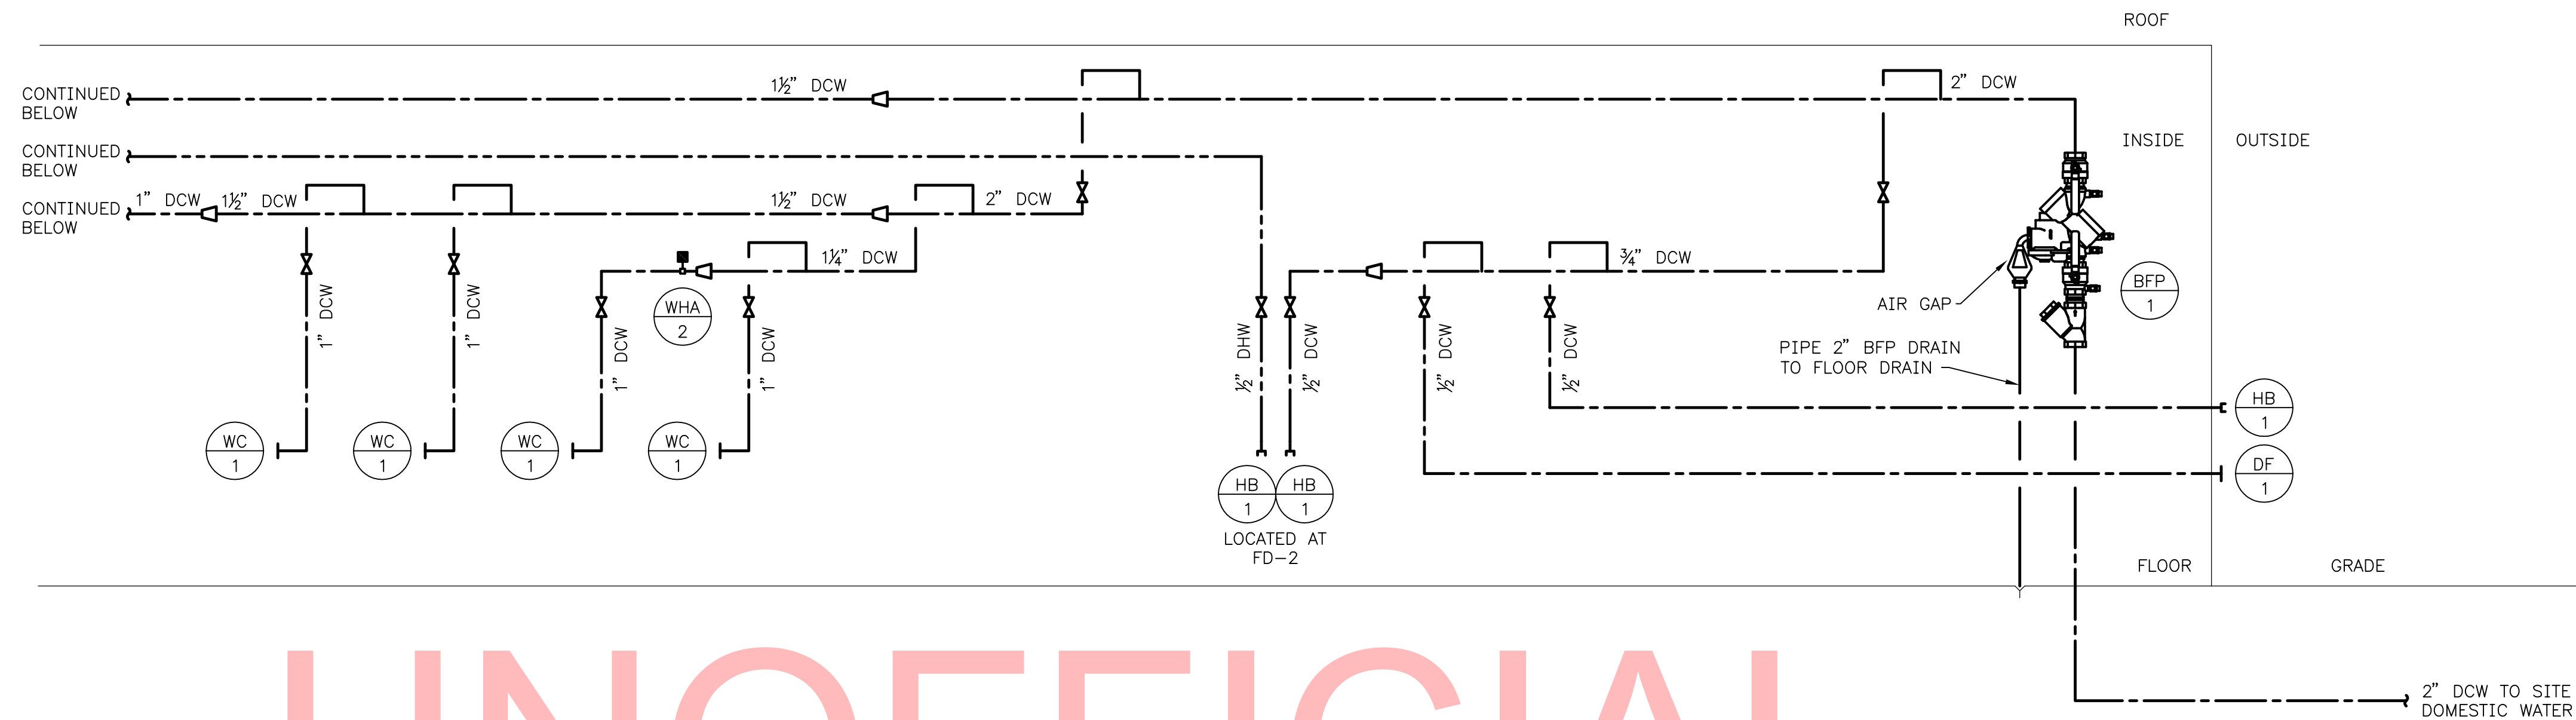 ROOF
CONTINUED
BELOW
1½" DCW
2" DCW
CONTINUED
BELOW
INSIDE
OUTSIDE
CONTINUED
BELOW
1" DCW
1½" DCW
1½" DCW
2" DCW
1¼" DCW
¾" DCW
WHA
2
AIR GAP
BFP
1
1" DCW
1" DCW
1" DCW
1" DCW
½" DHW
½" DCW
½" DCW
½" DCW
PIPE 2" BFP DRAIN
TO FLOOR DRAIN
HB
1
WC
1
WC
1
WC
1
WC
1
DF
1
HB
1
HB
1
LOCATED AT
FD-2
FLOOR
GRADE
UNOFFICIAL
2" DCW TO SITE
DOMESTIC WATER